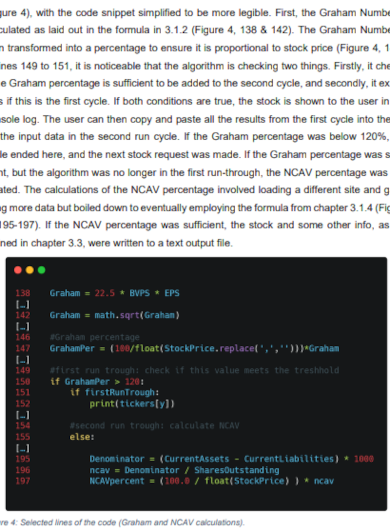 gure 4), with the code snippet simplified to be more legible. First, the Graham Numbe
culated as laid out in the formula in 3.1.2 (Figure 4, 138 & 142). The Graham Numbe
n transformed into a percentage to ensure it is proportional to stock price (Figure 4, 1
ines 149 to 151, it is noticeable that the algorithm is checking two things. Firstly, it che
e Graham percentage is sufficient to be added to the second cycle, and secondly, it ex
s if this is the first cycle. If both conditions are true, the stock is shown to the user in
sole log. The user can then copy and paste all the results from the first cycle into the
the input data in the second run cycle. If the Graham percentage was below 120%,
le ended here, and the next stock request was made. If the Graham percentage was s
nt, but the algorithm was no longer in the first run-through, the NCAV percentage was
ated. The calculations of the NCAV percentage involved loading a different site and g
ng more data but boiled down to eventually employing the formula from chapter 3.1.4 (Fig
195-197). If the NCAV percentage was sufficient, the stock and some other info, as
ned in chapter 3.3, were written to a text output file.
138 Graham = 22.5 * BVPS * EPS
[…]
142 Graham = math.sqrt(Graham)
[…]
146 #Graham percentage
147 GrahamPer = (100/float(StockPrice.replace(',','')))*Graham
[…]
149 #first run trough: check if this value meets the treshhold
150 if GrahamPer > 120:
151 if firstRunTrough:
152 print(tickers[y])
[…]
154 #second run trough: calculate NCAV
155 else:
[…]
195 Denominator = (CurrentAssets - CurrentLiabilities) * 1000
196 ncav = Denominator / SharesOutstanding
197 NCAVpercent = (100.0 / float(StockPrice) ) * ncav
re 4: Selected lines of the code (Graham and NCAV calculations).